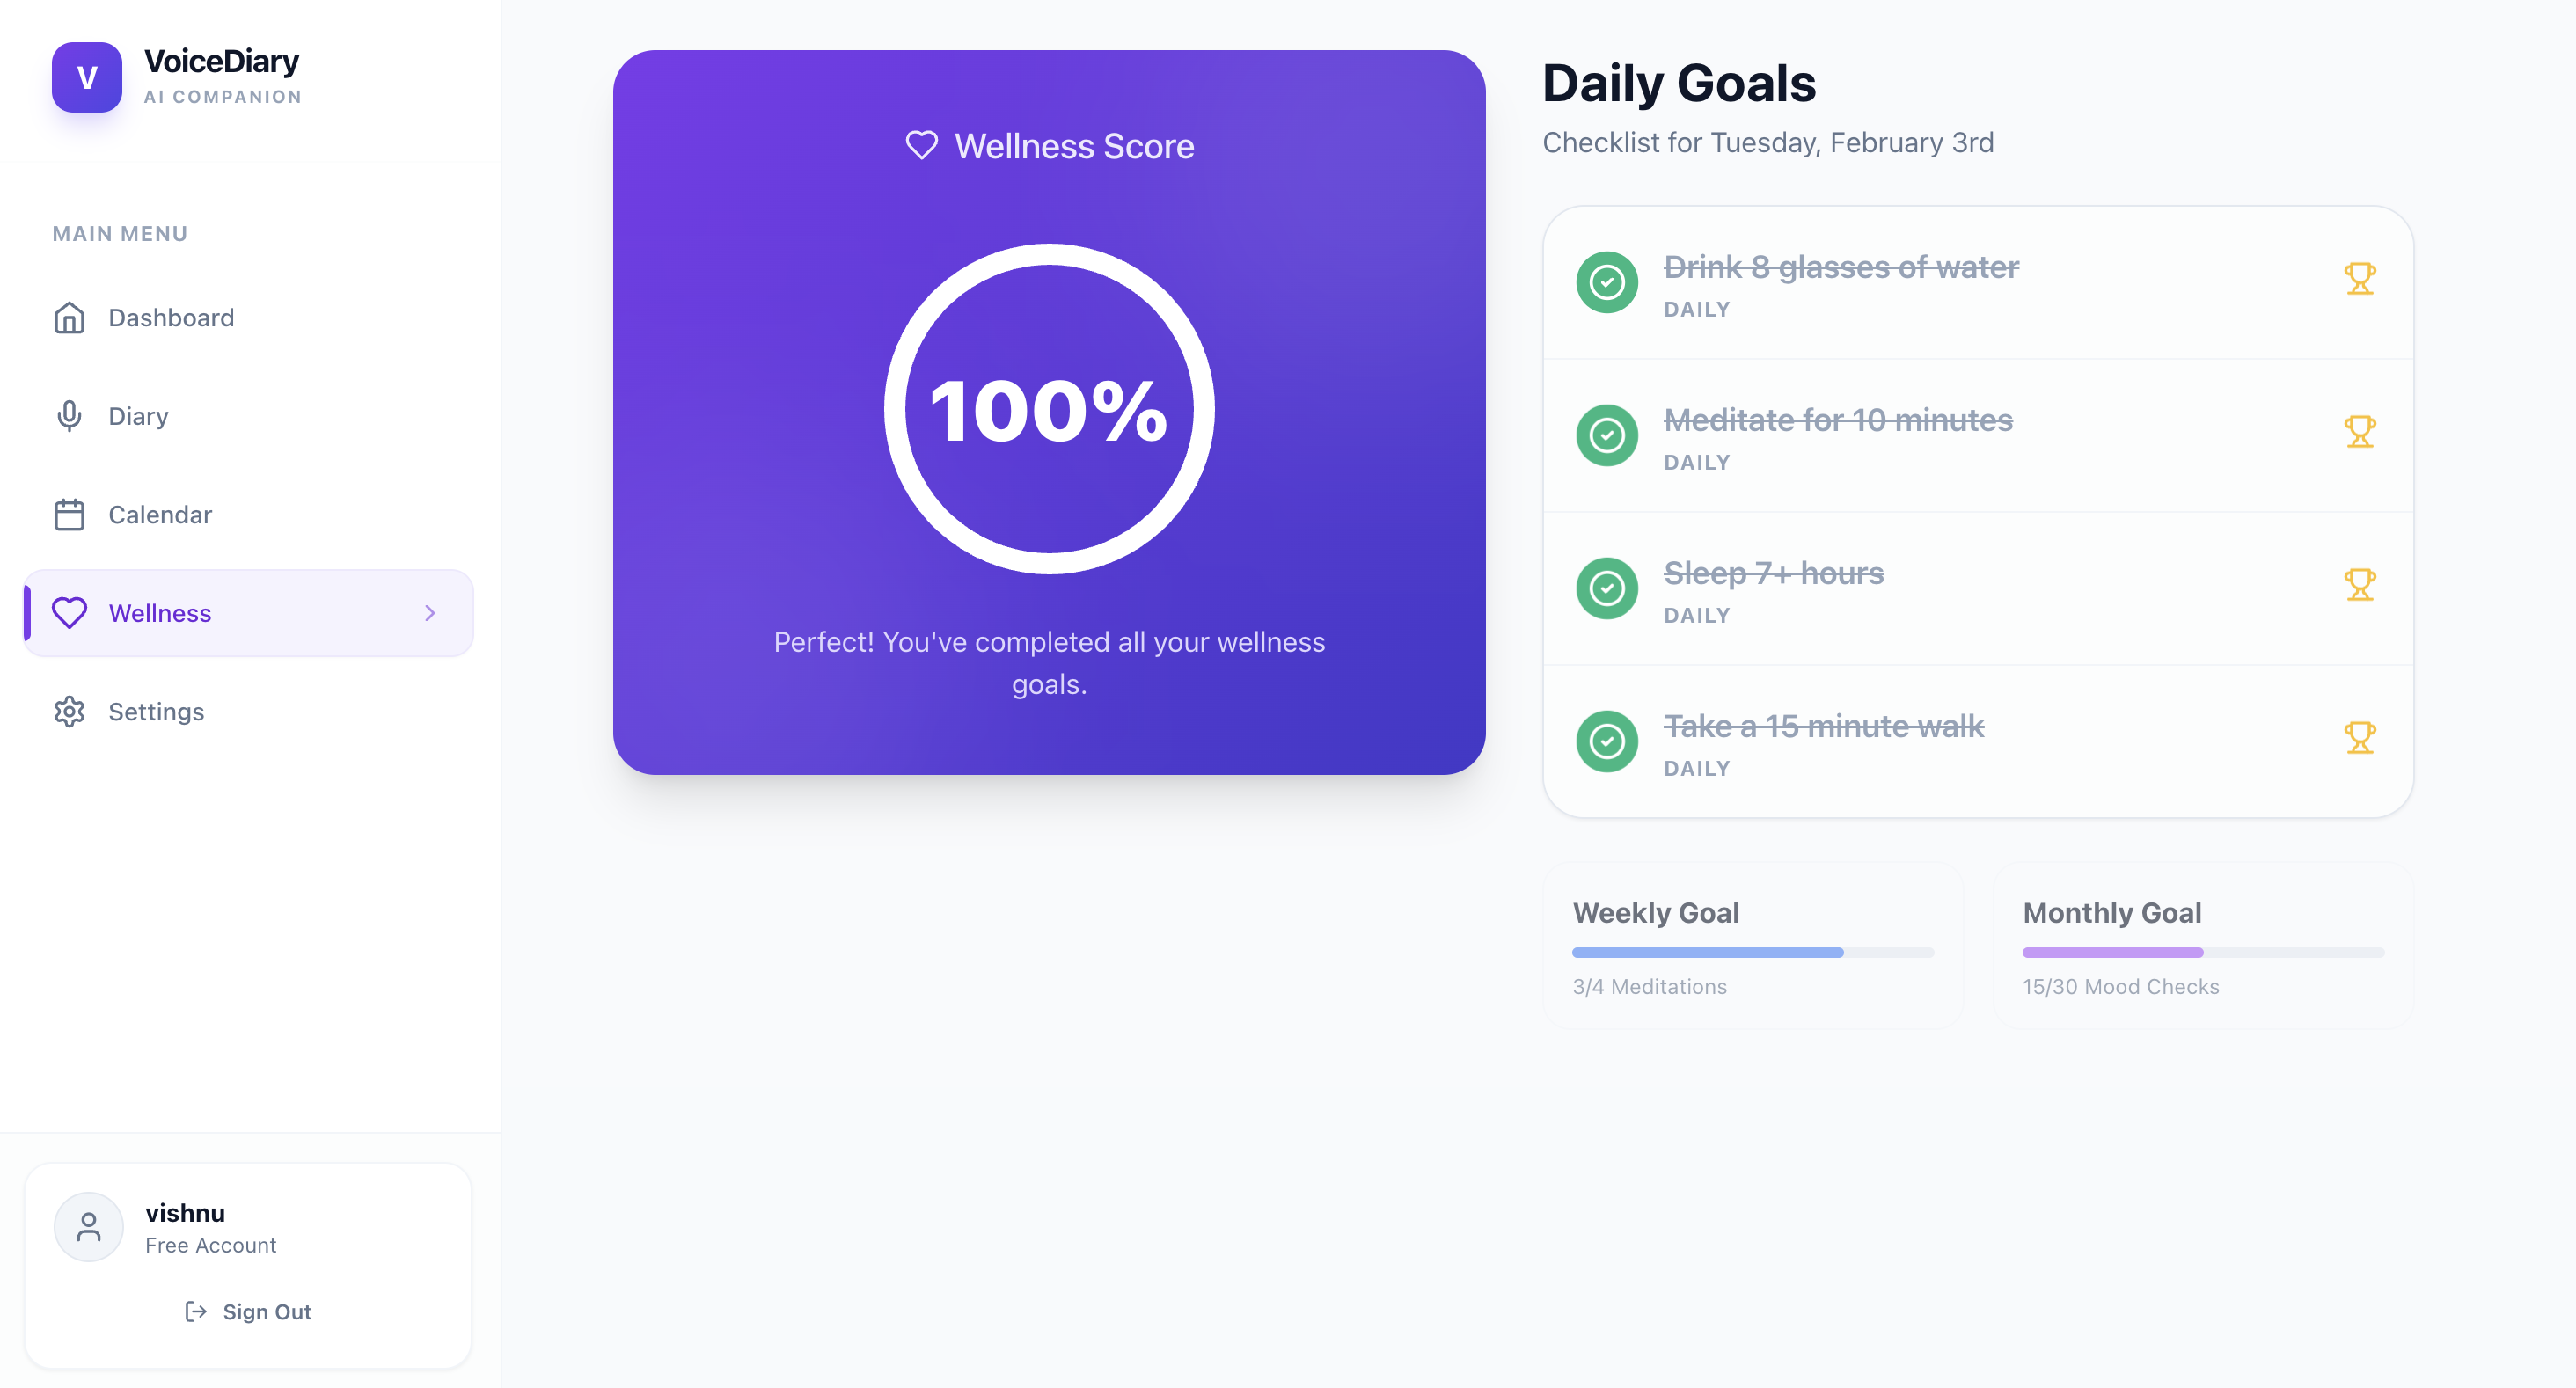 V
VoiceDiary
AI COMPANION
MAIN MENU
Dashboard
Diary
Calendar
Wellness
Settings
vishnu
Free Account
Sign Out
Wellness Score
100%
Perfect! You've completed all your wellness
goals.
Daily Goals
Checklist for Tuesday, February 3rd
Drink 8 glasses of water
DAILY
Meditate for 10 minutes
DAILY
Sleep 7+ hours
DAILY
Take a 15 minute walk
DAILY
Weekly Goal
3/4 Meditations
Monthly Goal
15/30 Mood Checks